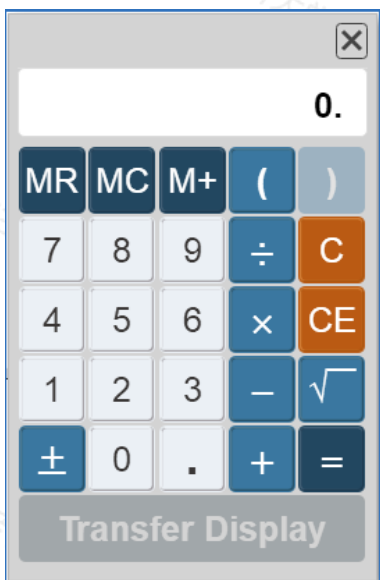 ×
0.
MR MC M+ ( )
7 8 9 ÷ C
4 5 6 × CE
1 2 3 − √
± 0 . + =
Transfer Display